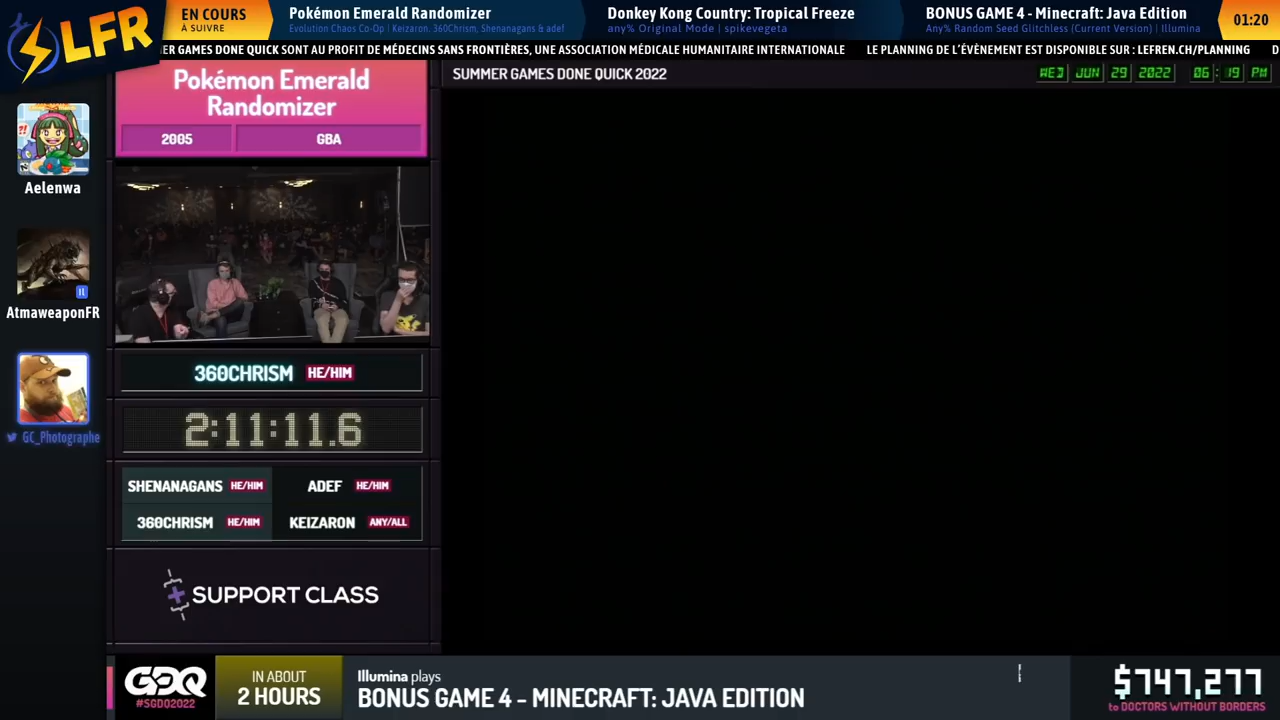 LFR
EN COURS
À SUIVRE
Pokémon Emerald Randomizer
Evolution Chaos Co-Op | Keizaron, 360Chrism, Shenanagans & adef
Donkey Kong Country: Tropical Freeze
any% Original Mode | spikevegeta
BONUS GAME 4 - Minecraft: Java Edition
Any% Random Seed Glitchless (Current Version) | Illumina
01:20
ER GAMES DONE QUICK SONT AU PROFIT DE MÉDECINS SANS FRONTIÈRES, UNE ASSOCIATION MÉDICALE HUMANITAIRE INTERNATIONALE
LE PLANNING DE L'ÉVÈNEMENT EST DISPONIBLE SUR : LEFREN.CH/PLANNING
D
Pokémon Emerald
Randomizer
2005
GBA
SUMMER GAMES DONE QUICK 2022
WED JUN 29 2022 06:19 PM
Aelenwa
AtmaweaponFR
GC_Photographe
360CHRISM HE/HIM
2:11:11.6
SHENANAGANS HE/HIM
ADEF HE/HIM
360CHRISM HE/HIM
KEIZARON ANY/ALL
SUPPORT CLASS
GDQ
#SGDQ2022
IN ABOUT
2 HOURS
Illumina plays
BONUS GAME 4 - MINECRAFT: JAVA EDITION
$747,277
to DOCTORS WITHOUT BORDERS